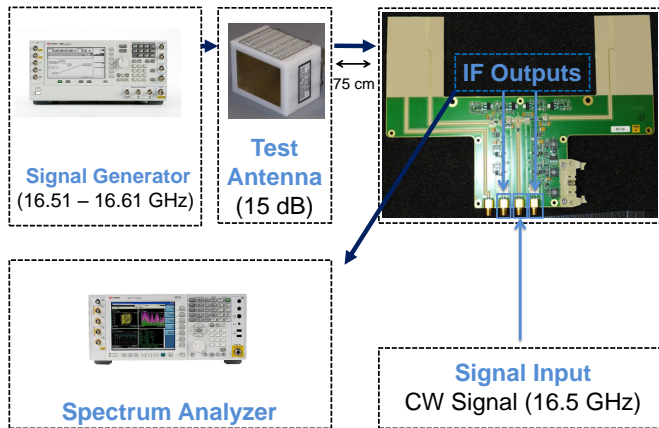 Signal Generator
(16.51 – 16.61 GHz)
Test
Antenna
(15 dB)
75 cm
IF Outputs
Spectrum Analyzer
Signal Input
CW Signal (16.5 GHz)